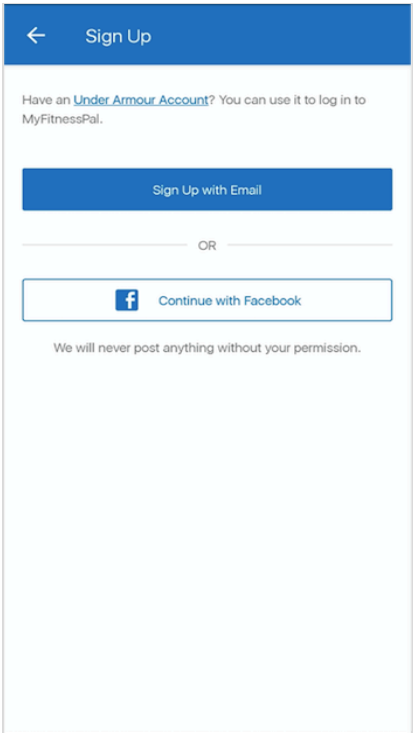 Sign Up
Have an Under Armour Account? You can use it to log in to
MyFitnessPal.
Sign Up with Email
OR
Continue with Facebook
We will never post anything without your permission.